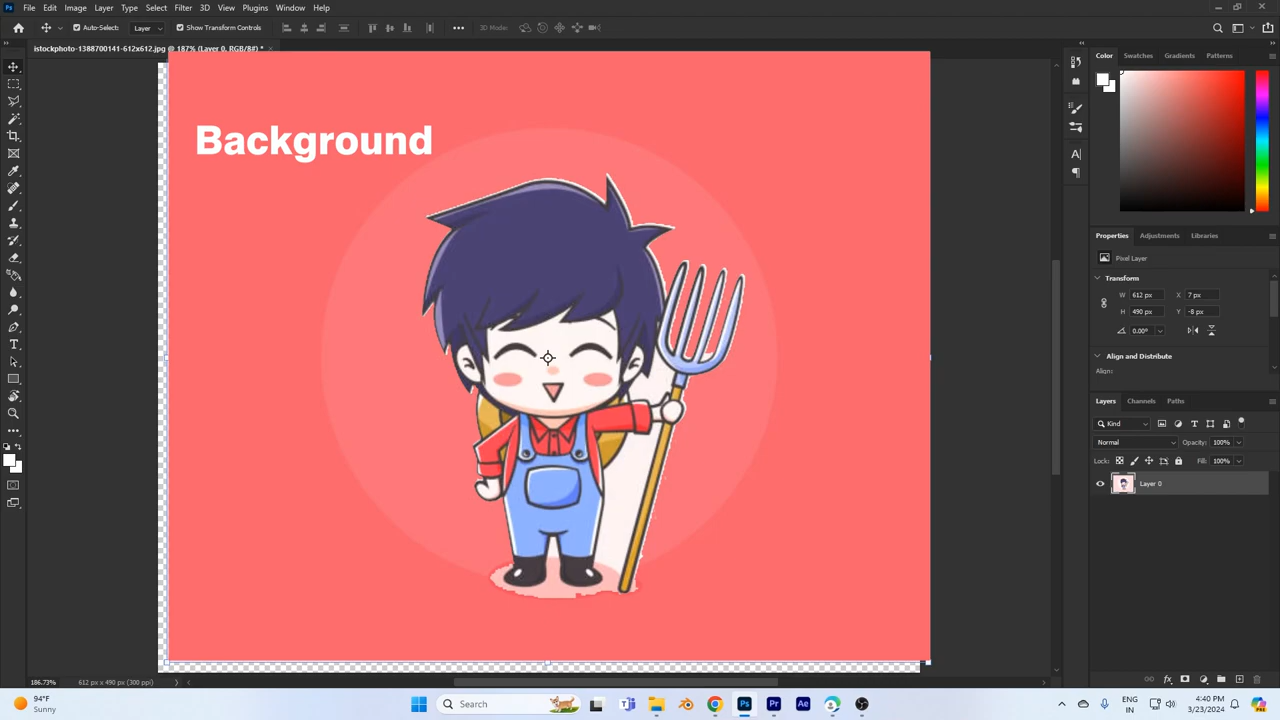 File Edit Image Layer Type Select Filter 3D View Plugins Window Help
Auto-Select: Layer Show Transform Controls 3D Mode:
istockphoto-1388700141-612x612.jpg @ 187% (Layer 0, RGB/8#) *
Color Swatches Gradients Patterns
Background
Properties Adjustments Libraries
Pixel Layer
Transform
W 612 px X 7 px
H 490 px Y -8 px
0.00°
Align and Distribute
Align:
Layers Channels Paths
Kind
Normal Opacity: 100%
Lock: Fill: 100%
Layer 0
186.73% 612 px x 490 px (300 ppi)
94°F
Sunny
Search
ENG
IN
4:40 PM
3/23/2024